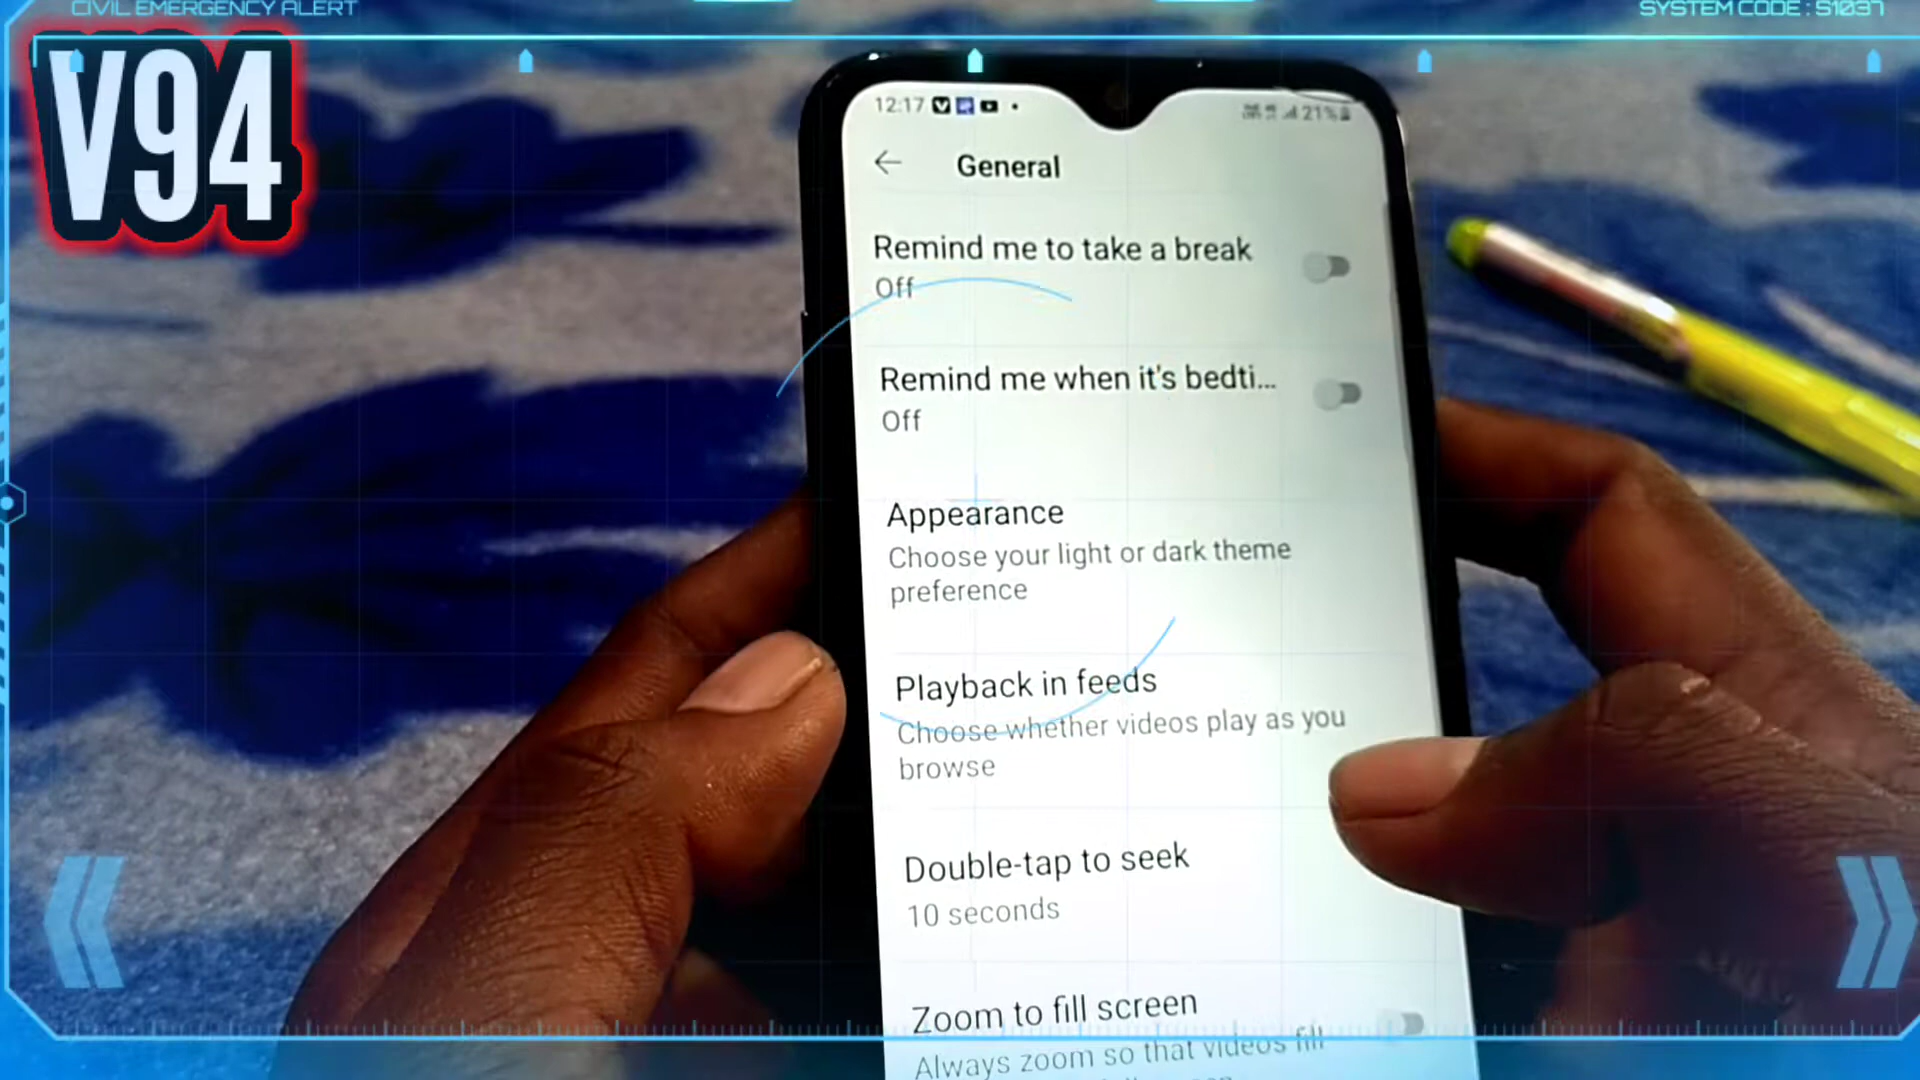 CIVIL EMERGENCY ALERT
SYSTEM CODE : S1037
V94
12:17
21%
General
Remind me to take a break
Off
Remind me when it's bedti...
Off
Appearance
Choose your light or dark theme
preference
Playback in feeds
Choose whether videos play as you
browse
Double-tap to seek
10 seconds
Zoom to fill screen
Always zoom so that videos fill